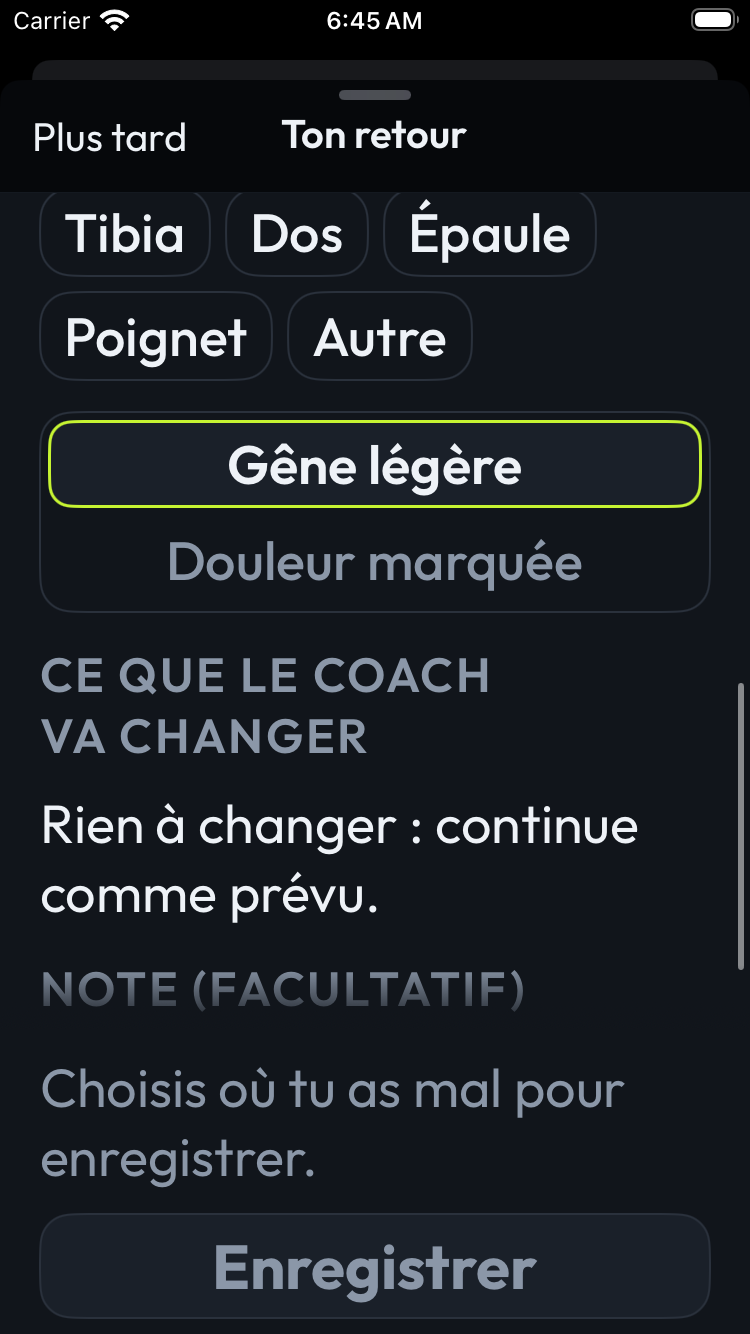 Carrier 6:45 AM
Plus tard Ton retour
Tibia Dos Épaule
Poignet Autre
Gêne légère
Douleur marquée
CE QUE LE COACH
VA CHANGER
Rien à changer : continue
comme prévu.
NOTE (FACULTATIF)
Choisis où tu as mal pour
enregistrer.
Enregistrer